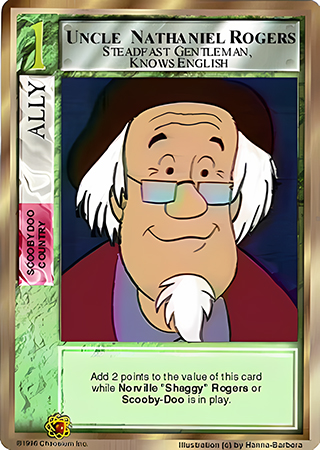 1
UNCLE NATHANIEL ROGERS
STEADFAST GENTLEMAN,
KNOWS ENGLISH
ALLY
SCOOBY DOO
COUNTRY
Add 2 points to the value of this card
while Norville "Shaggy" Rogers or
Scooby-Doo is in play.
©1996 Chaosium Inc.
Illustration (c) by Hanna-Barbera